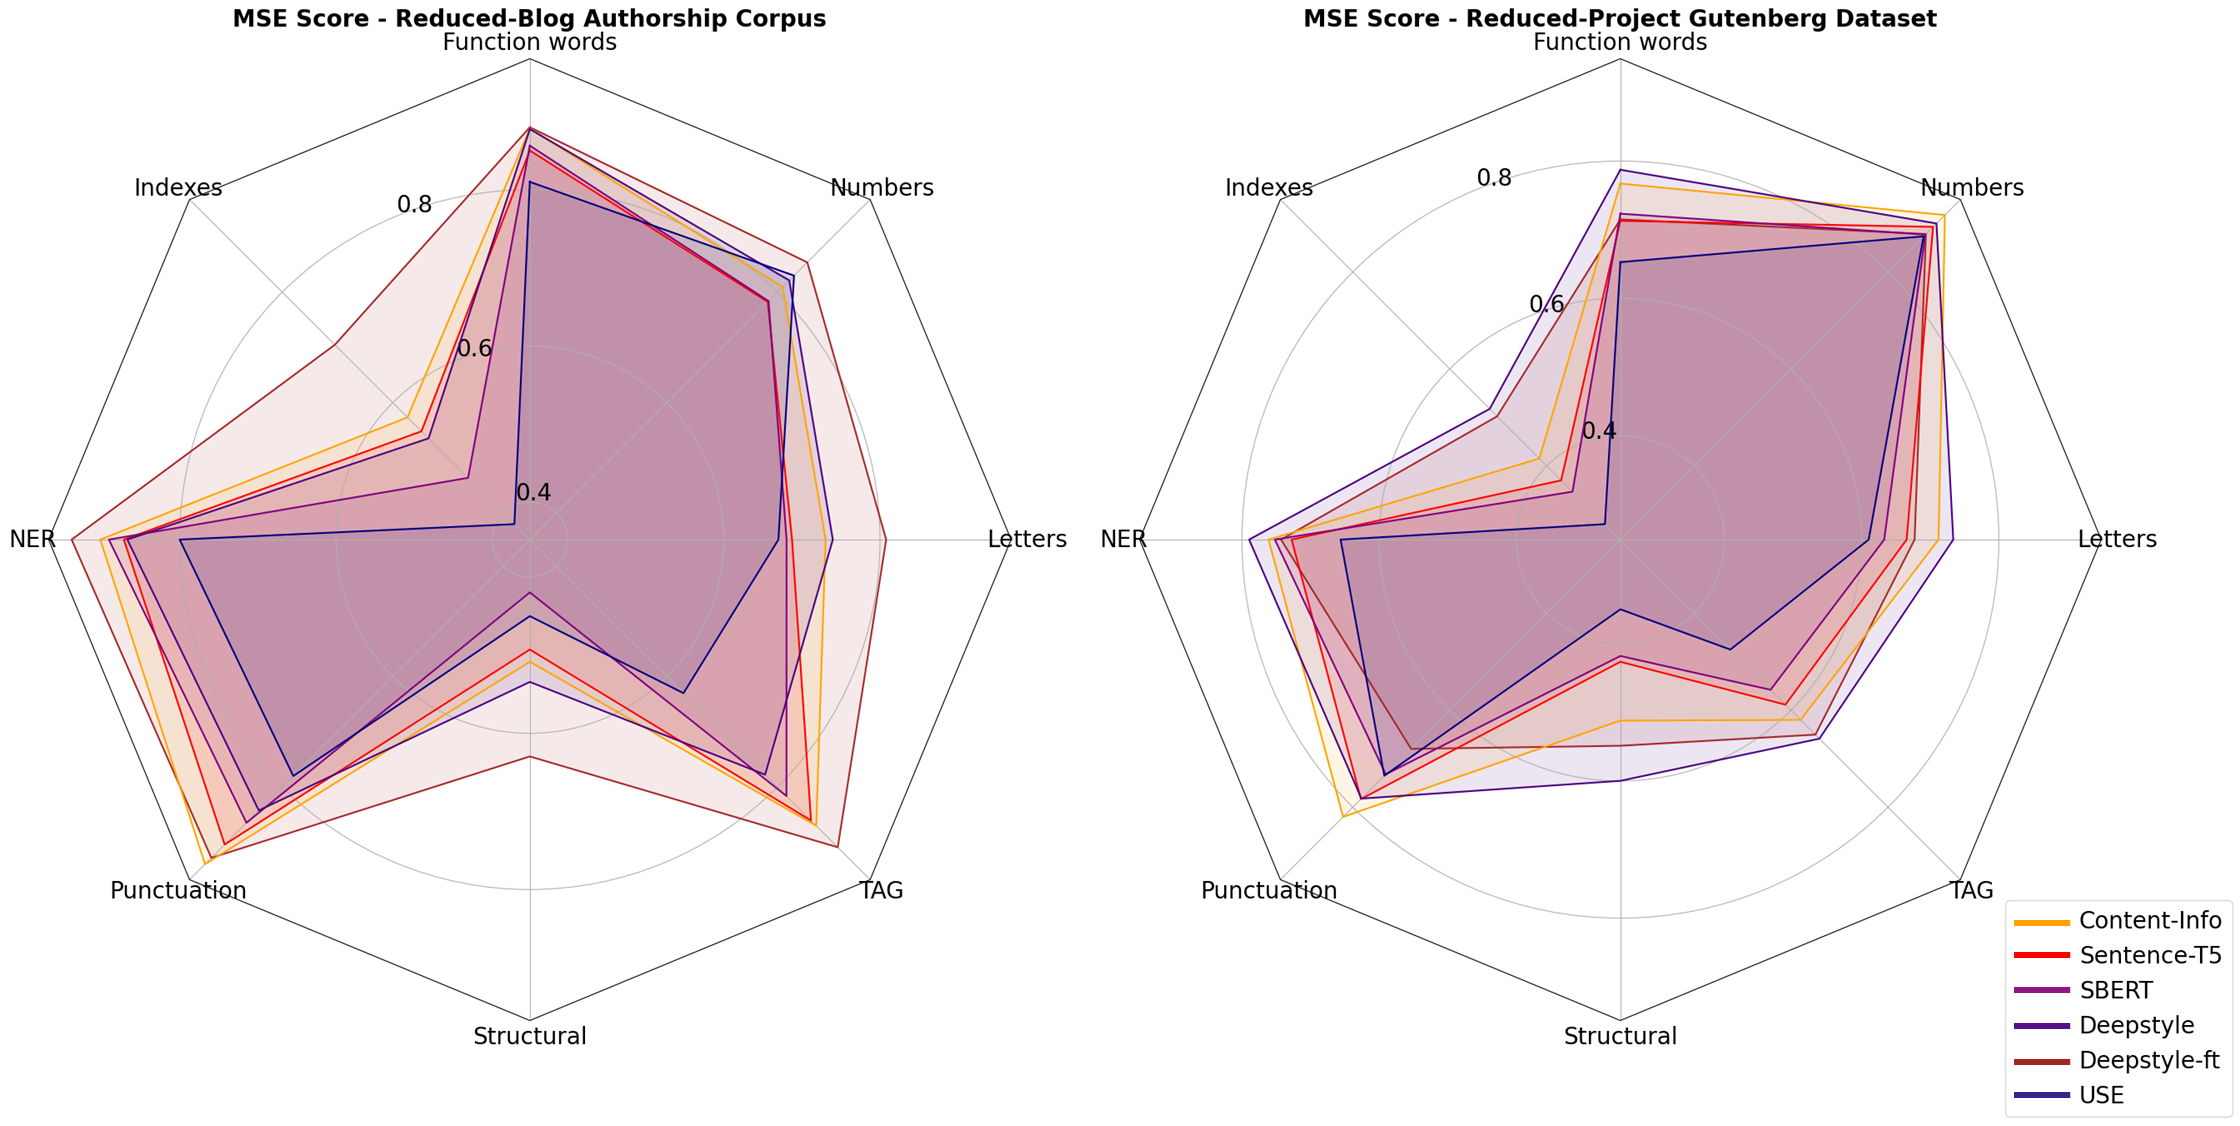 MSE Score - Reduced-Blog Authorship Corpus
Function words
Indexes
0.8
Numbers
0.6
0.4
NER
Letters
Punctuation
TAG
Structural
MSE Score - Reduced-Project Gutenberg Dataset
Function words
0.8
Indexes
Numbers
0.6
0.4
NER
Letters
Punctuation
TAG
Structural
Content-Info
Sentence-T5
SBERT
Deepstyle
Deepstyle-ft
USE